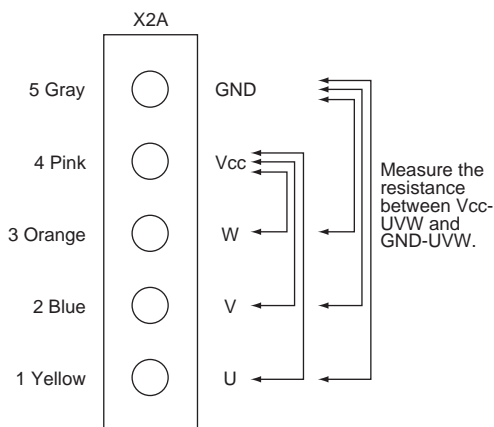 X2A
5 Gray GND
4 Pink Vcc
3 Orange W
2 Blue V
1 Yellow U
Measure the
resistance
between Vcc-
UVW and
GND-UVW.